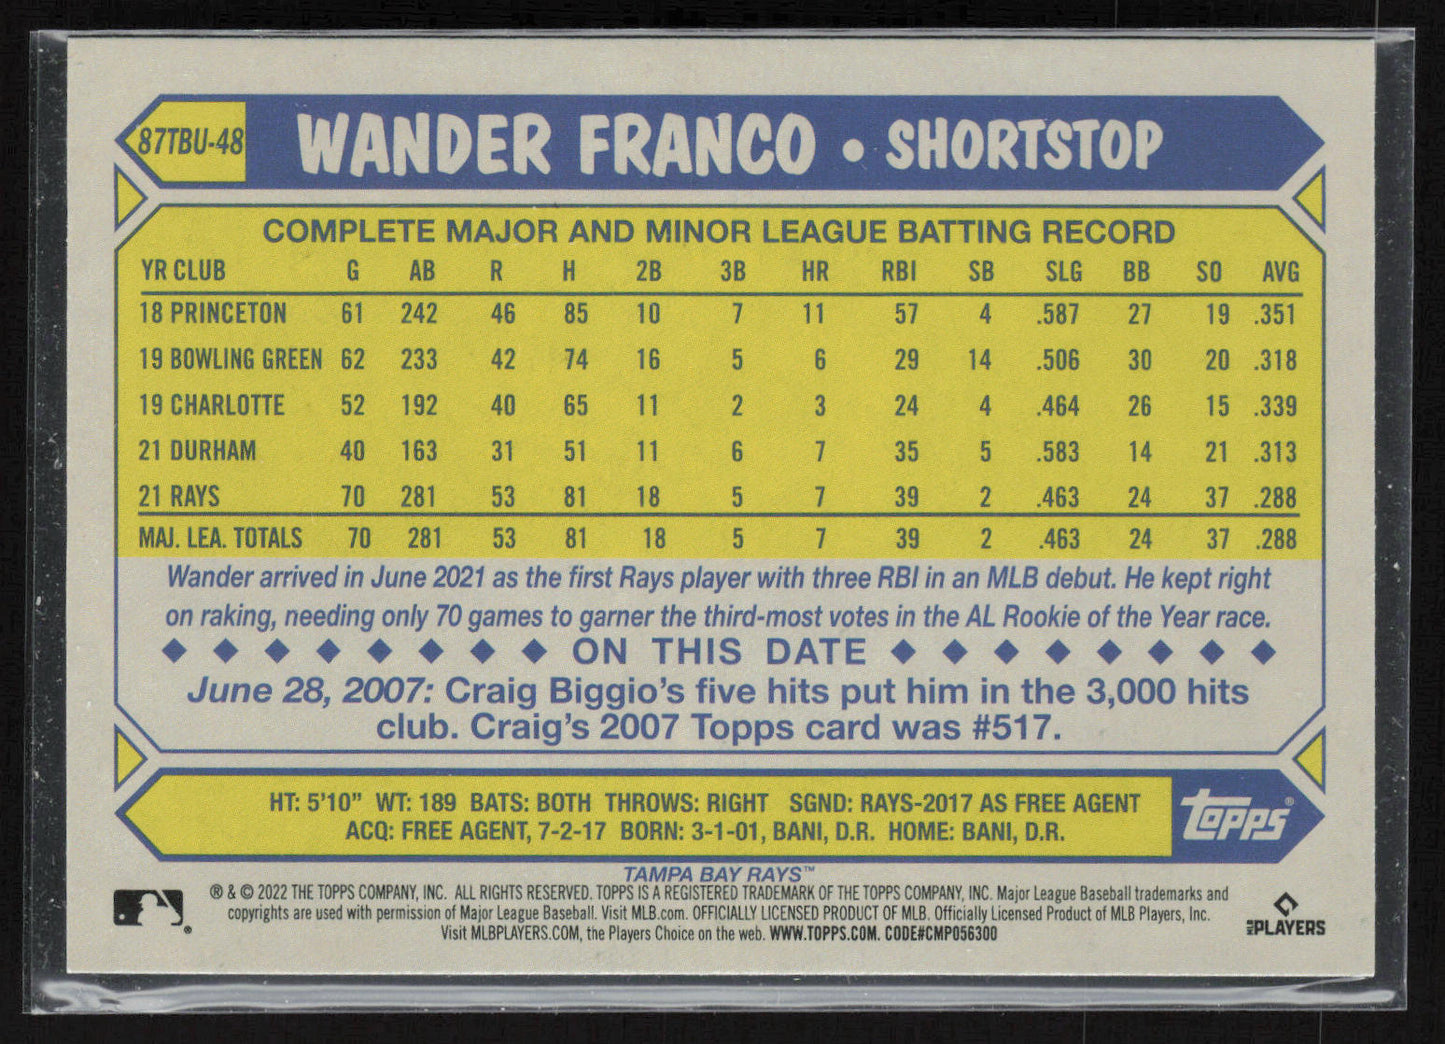 87TBU-48 WANDER FRANCO • SHORTSTOP
COMPLETE MAJOR AND MINOR LEAGUE BATTING RECORD
YR CLUB G AB R H 2B 3B HR RBI SB SLG BB SO AVG
18 PRINCETON 61 242 46 85 10 7 11 57 4 .587 27 19 .351
19 BOWLING GREEN 62 233 42 74 16 5 6 29 14 .506 30 20 .318
19 CHARLOTTE 52 192 40 65 11 2 3 24 4 .464 26 15 .339
21 DURHAM 40 163 31 51 11 6 7 35 5 .583 14 21 .313
21 RAYS 70 281 53 81 18 5 7 39 2 .463 24 37 .288
MAJ. LEA. TOTALS 70 281 53 81 18 5 7 39 2 .463 24 37 .288
Wander arrived in June 2021 as the first Rays player with three RBI in an MLB debut. He kept right
on raking, needing only 70 games to garner the third-most votes in the AL Rookie of the Year race.
ON THIS DATE
June 28, 2007: Craig Biggio's five hits put him in the 3,000 hits
club. Craig's 2007 Topps card was #517.
HT: 5'10" WT: 189 BATS: BOTH THROWS: RIGHT SGND: RAYS-2017 AS FREE AGENT
ACQ: FREE AGENT, 7-2-17 BORN: 3-1-01, BANI, D.R. HOME: BANI, D.R.
topps®
TAMPA BAY RAYS™
® & © 2022 THE TOPPS COMPANY, INC. ALL RIGHTS RESERVED. TOPPS IS A REGISTERED TRADEMARK OF THE TOPPS COMPANY, INC. Major League Baseball trademarks and
copyrights are used with permission of Major League Baseball. Visit MLB.com. OFFICIALLY LICENSED PRODUCT OF MLB. Officially Licensed Product of MLB Players, Inc.
Visit MLBPLAYERS.COM, the Players Choice on the web. WWW.TOPPS.COM. CODE#CMP056300
®
MLB PLAYERS